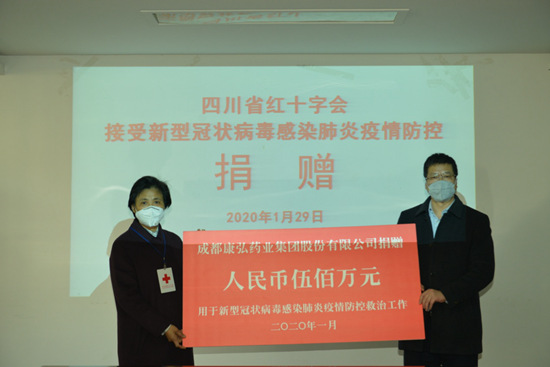 四川省红十字会
接受新型冠状病毒感染肺炎疫情防控
捐 赠
2020年1月29日
成都康弘药业集团股份有限公司捐赠
人民币伍佰万元
用于新型冠状病毒感染肺炎疫情防控救治工作
二〇二〇年一月